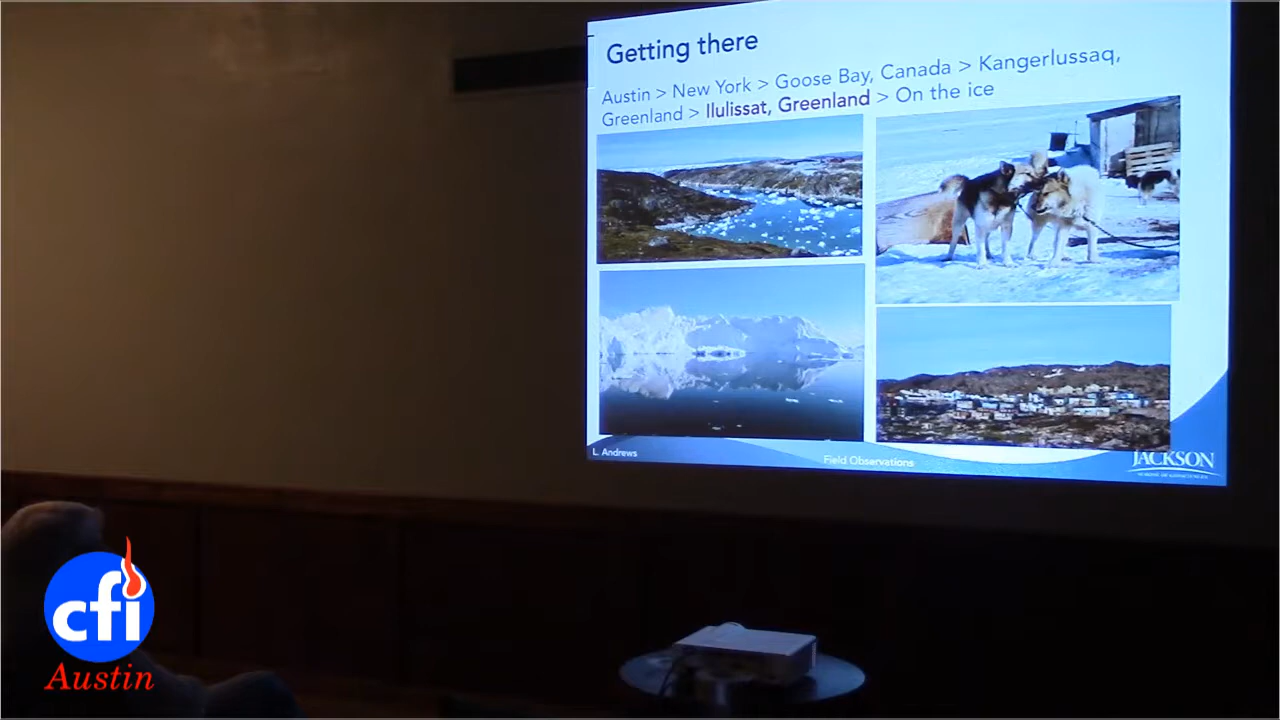 Getting there
Austin > New York > Goose Bay, Canada > Kangerlussaq,
Greenland > Ilulissat, Greenland > On the ice
L. Andrews
Field Observations
JACKSON
cfi
Austin